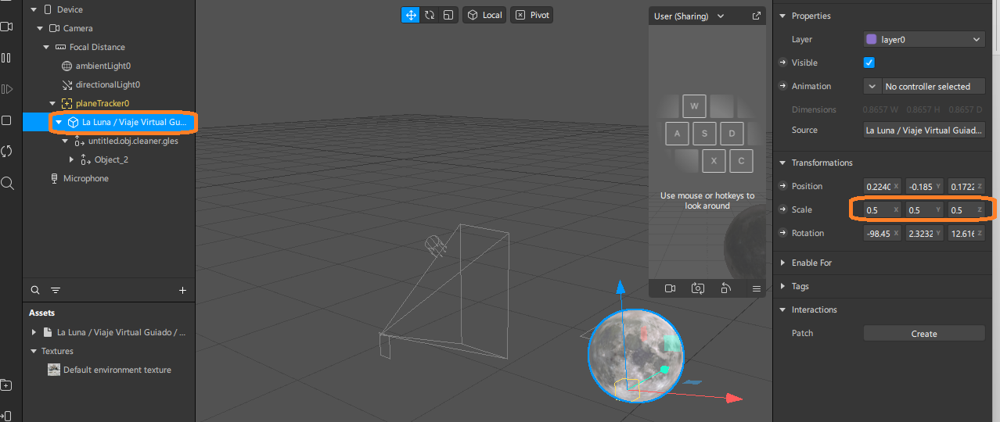 Device
Camera
Focal Distance
ambientLight0
directionalLight0
planeTracker0
La Luna / Viaje Virtual Gu...
untitled.obj.cleaner.gles
Object_2
Microphone
Assets
La Luna / Viaje Virtual Guiado / ...
Textures
Default environment texture
Local
Pivot
User (Sharing)
W
A S D
X C
Use mouse or hotkeys to
look around
Properties
Layer layer0
Visible
Animation No controller selected
Dimensions 0.8657 W 0.8657 H 0.8657 D
Source La Luna / Viaje Virtual Guiad...
Transformations
Position 0.2240 X -0.185 Y 0.1722 Z
Scale 0.5 X 0.5 Y 0.5 Z
Rotation -98.45 X 2.3232 Y 12.616 Z
Enable For
Tags
Interactions
Patch Create